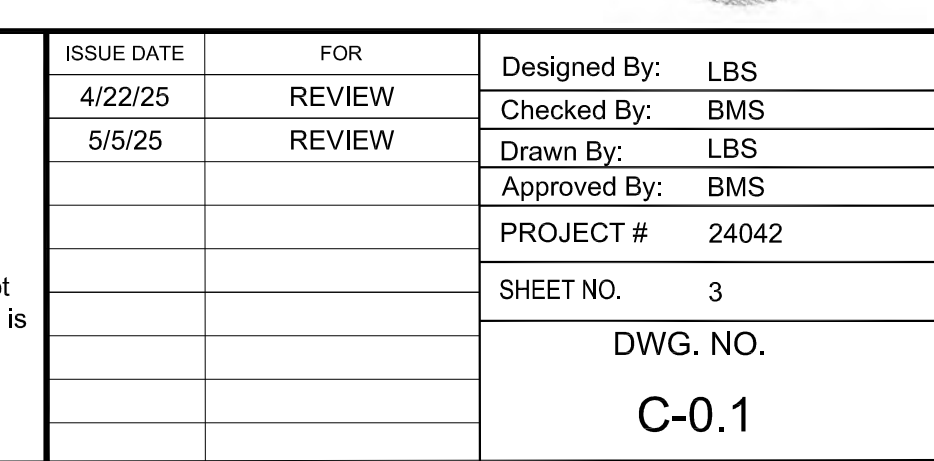 ISSUE DATE FOR
4/22/25 REVIEW
5/5/25 REVIEW
Designed By: LBS
Checked By: BMS
Drawn By: LBS
Approved By: BMS
PROJECT # 24042
SHEET NO. 3
DWG. NO.
C-0.1
is